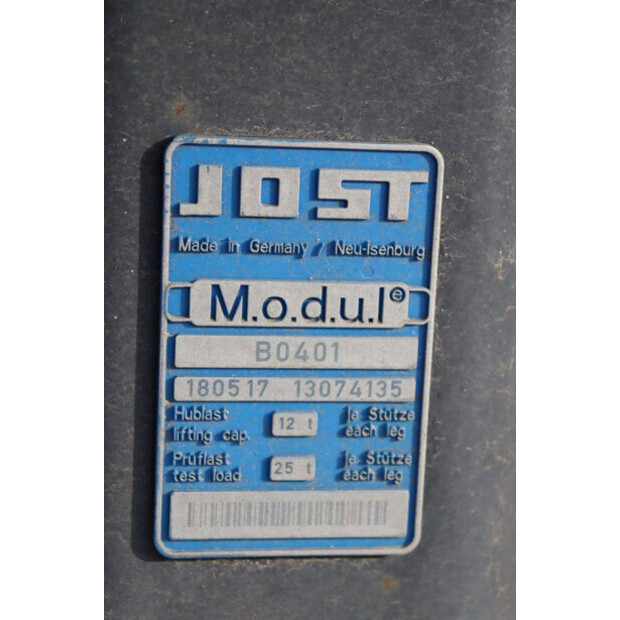 JOST
Made in Germany / Neu-Isenburg
M.o.d.u.l®
B0401
180517 13074135
Hublast 12 t je Stütze
lifting cap. each leg
Prüflast 25 t je Stütze
test load each leg